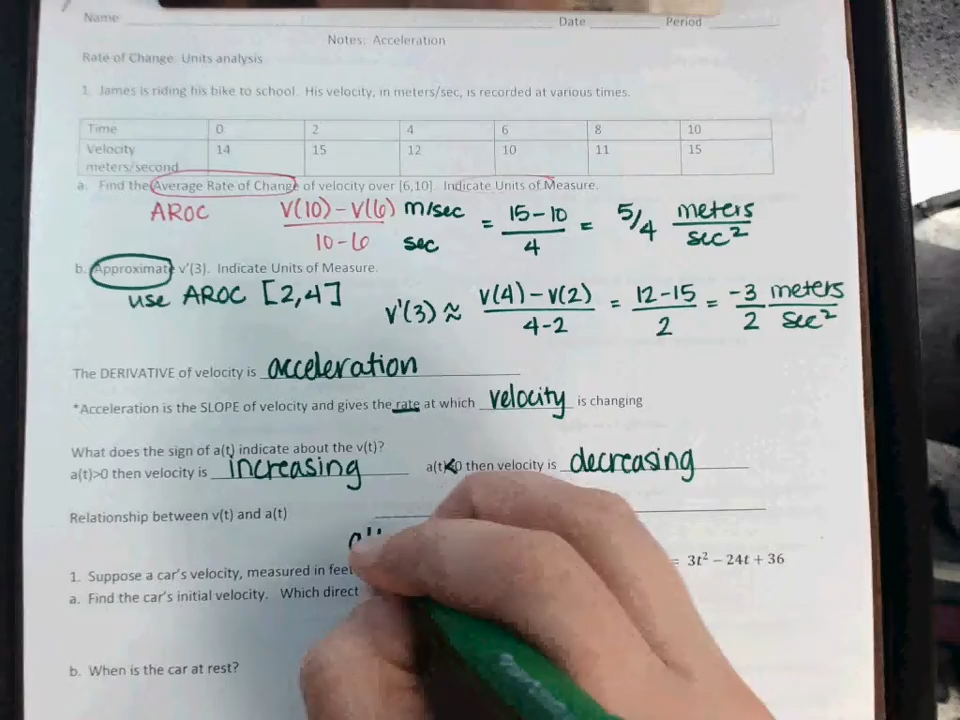 Name Date Period
Notes: Acceleration
Rate of Change. Units analysis
1. James is riding his bike to school. His velocity, in meters/sec, is recorded at various times.
Time 0 2 4 6 8 10
Velocity meters/second 14 15 12 10 11 15
a. Find the Average Rate of Change of velocity over [6,10]. Indicate Units of Measure.
AROC V(10) - V(6) / 10 - 6 m/sec / sec = 15 - 10 / 4 = 5/4 meters / sec²
b. Approximate v'(3). Indicate Units of Measure.
use AROC [2,4] v'(3) ≈ v(4) - v(2) / 4 - 2 = 12 - 15 / 2 = -3 / 2 meters / sec²
The DERIVATIVE of velocity is acceleration
*Acceleration is the SLOPE of velocity and gives the rate at which velocity is changing
What does the sign of a(t) indicate about the v(t)?
a(t)>0 then velocity is increasing a(t)<0 then velocity is decreasing
Relationship between v(t) and a(t)
1. Suppose a car's velocity, measured in feet = 3t² − 24t + 36
a. Find the car's initial velocity. Which direct
b. When is the car at rest?